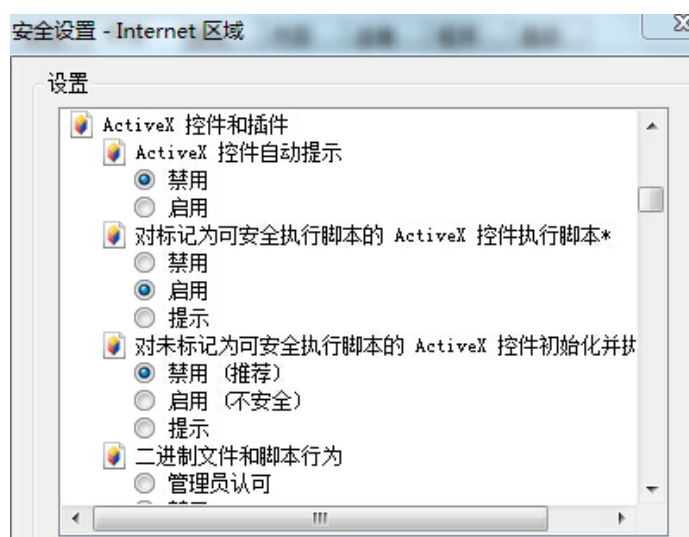 安全设置 - Internet 区域
设置
ActiveX 控件和插件
ActiveX 控件自动提示
禁用
启用
对标记为可安全执行脚本的 ActiveX 控件执行脚本*
禁用
启用
提示
对未标记为可安全执行脚本的 ActiveX 控件初始化并执
禁用（推荐）
启用（不安全）
提示
二进制文件和脚本行为
管理员认可